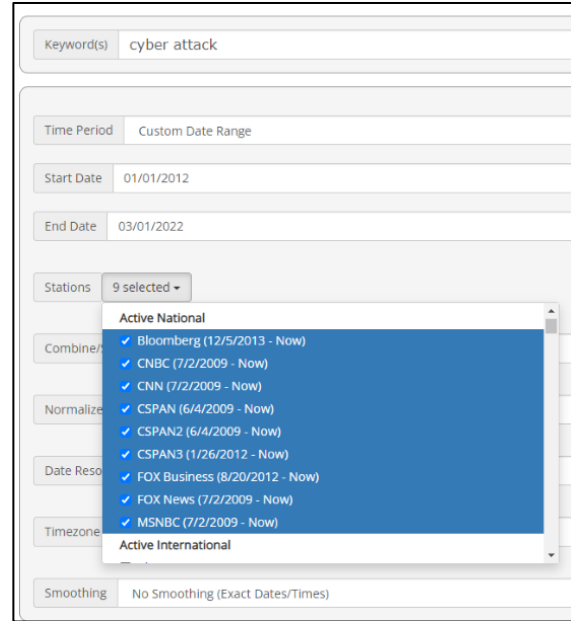 Keyword(s) cyber attack
Time Period Custom Date Range
Start Date 01/01/2012
End Date 03/01/2022
Stations 9 selected
Active National
Bloomberg (12/5/2013 - Now)
Combine/S
CNBC (7/2/2009 - Now)
CNN (7/2/2009 - Now)
CSPAN (6/4/2009 - Now)
Normalize
CSPAN2 (6/4/2009 - Now)
CSPAN3 (1/26/2012 - Now)
Date Reso
FOX Business (8/20/2012 - Now)
FOX News (7/2/2009 - Now)
Timezone
MSNBC (7/2/2009 - Now)
Active International
Smoothing No Smoothing (Exact Dates/Times)